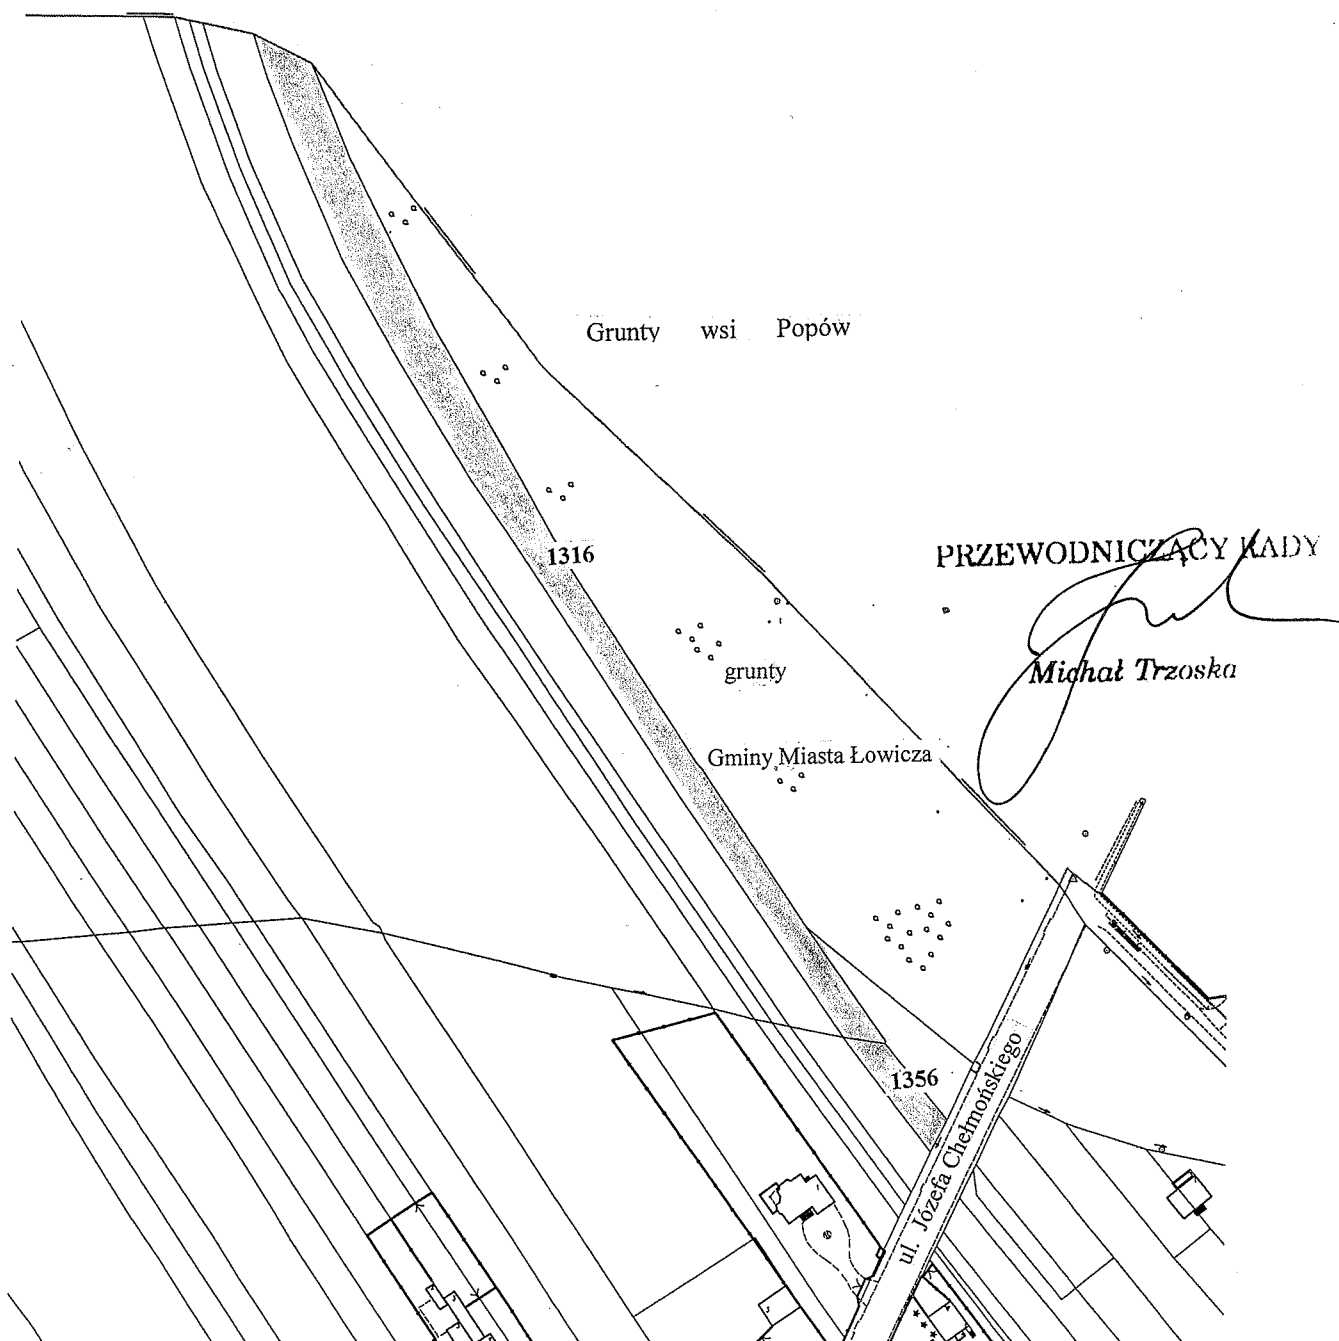 Grunty wsi Popów
1316
PRZEWODNICZĄCY RADY
grunty
Michał Trzoska
Gminy Miasta Łowicza
1356
ul. Józefa Chełmońskiego